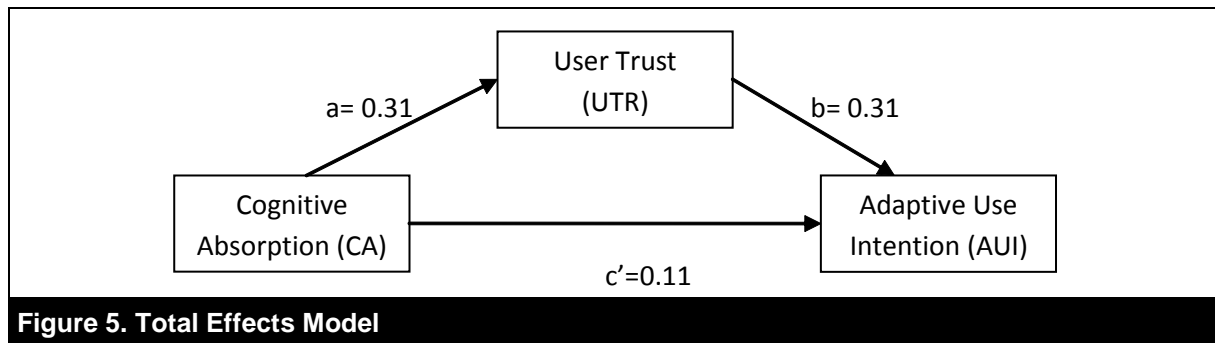 User Trust
(UTR)
a= 0.31
b= 0.31
Cognitive
Absorption (CA)
Adaptive Use
Intention (AUI)
c’=0.11
Figure 5. Total Effects Model